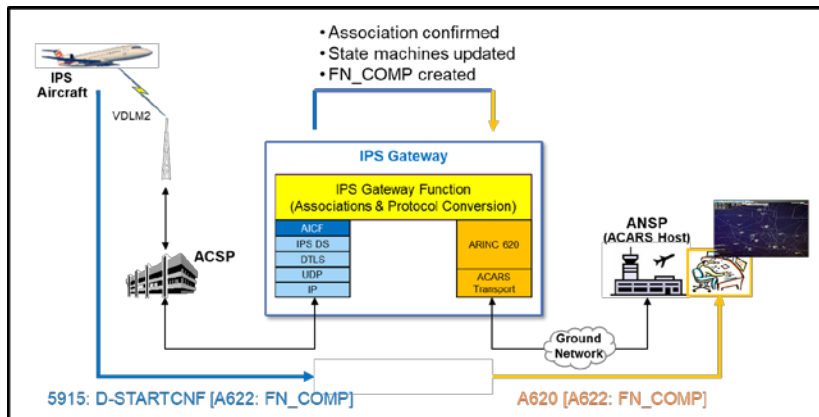 • Association confirmed
• State machines updated
• FN_COMP created
IPS
Aircraft
VDLM2
IPS Gateway
IPS Gateway Function
(Associations & Protocol Conversion)
AICF
IPS DS
DTLS
UDP
IP
ARINC 620
ACARS
Transport
ACSP
ANSP
(ACARS Host)
Ground
Network
5915: D-STARTCNF [A622: FN_COMP]
A620 [A622: FN_COMP]